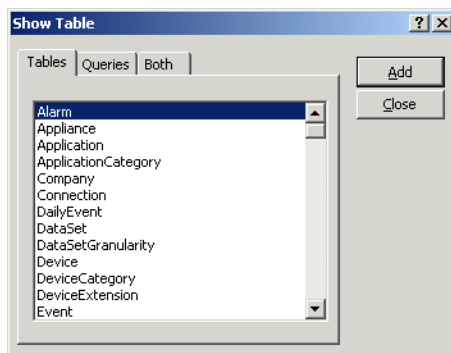 Show Table
Tables Queries Both
Add
Close
Alarm
Appliance
Application
ApplicationCategory
Company
Connection
DailyEvent
DataSet
DataSetGranularity
Device
DeviceCategory
DeviceExtension
Event